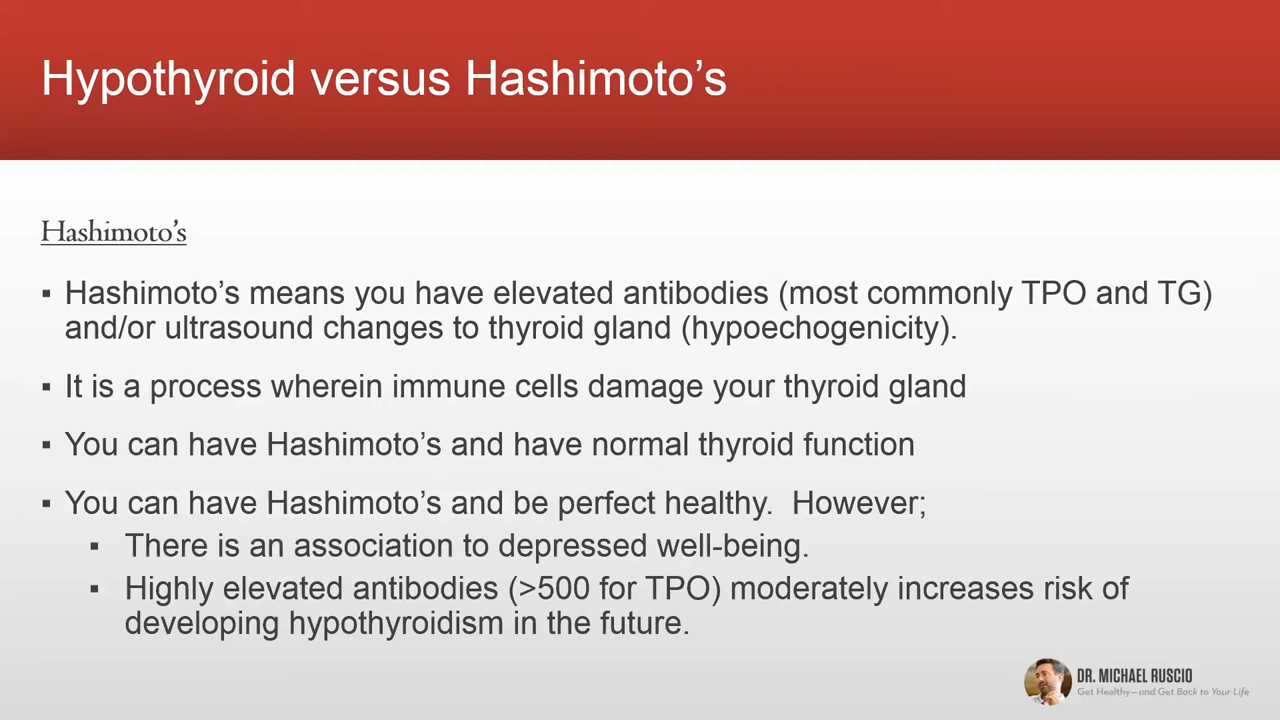 Hypothyroid versus Hashimoto’s
Hashimoto’s
▪ Hashimoto’s means you have elevated antibodies (most commonly TPO and TG)
and/or ultrasound changes to thyroid gland (hypoechogenicity).
▪ It is a process wherein immune cells damage your thyroid gland
▪ You can have Hashimoto’s and have normal thyroid function
▪ You can have Hashimoto’s and be perfect healthy.  However;
▪ There is an association to depressed well-being.
▪ Highly elevated antibodies (>500 for TPO) moderately increases risk of
developing hypothyroidism in the future.
DR. MICHAEL RUSCIO
Get Healthy—and Get Back to Your Life